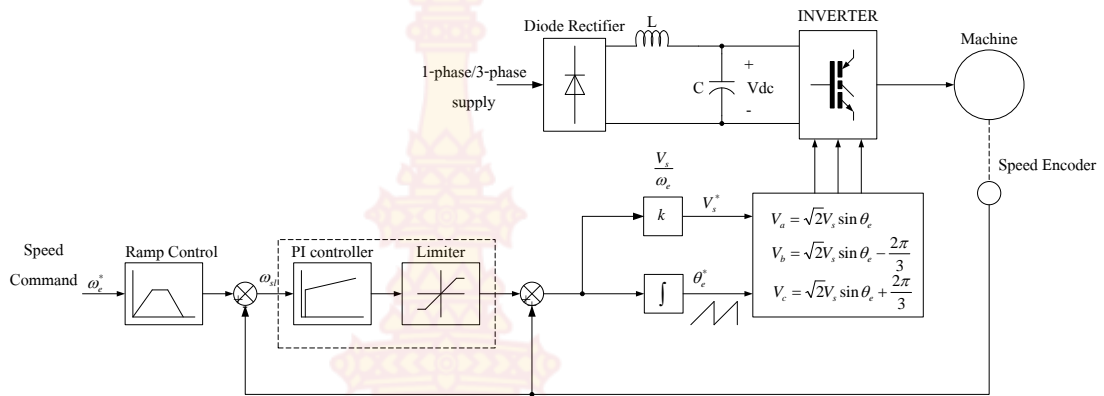 INVERTER
Diode Rectifier
L
Machine
1-phase/3-phase
supply
C
+
Vdc
-
Speed Encoder
V_s
ω_e
k
V_s^*
V_a = √2V_s sin θ_e
V_b = √2V_s sin θ_e − 2π/3
V_c = √2V_s sin θ_e + 2π/3
Speed
Command
ω_e^*
Ramp Control
+
ω_sl
PI controller
Limiter
+
∫
θ_e^*